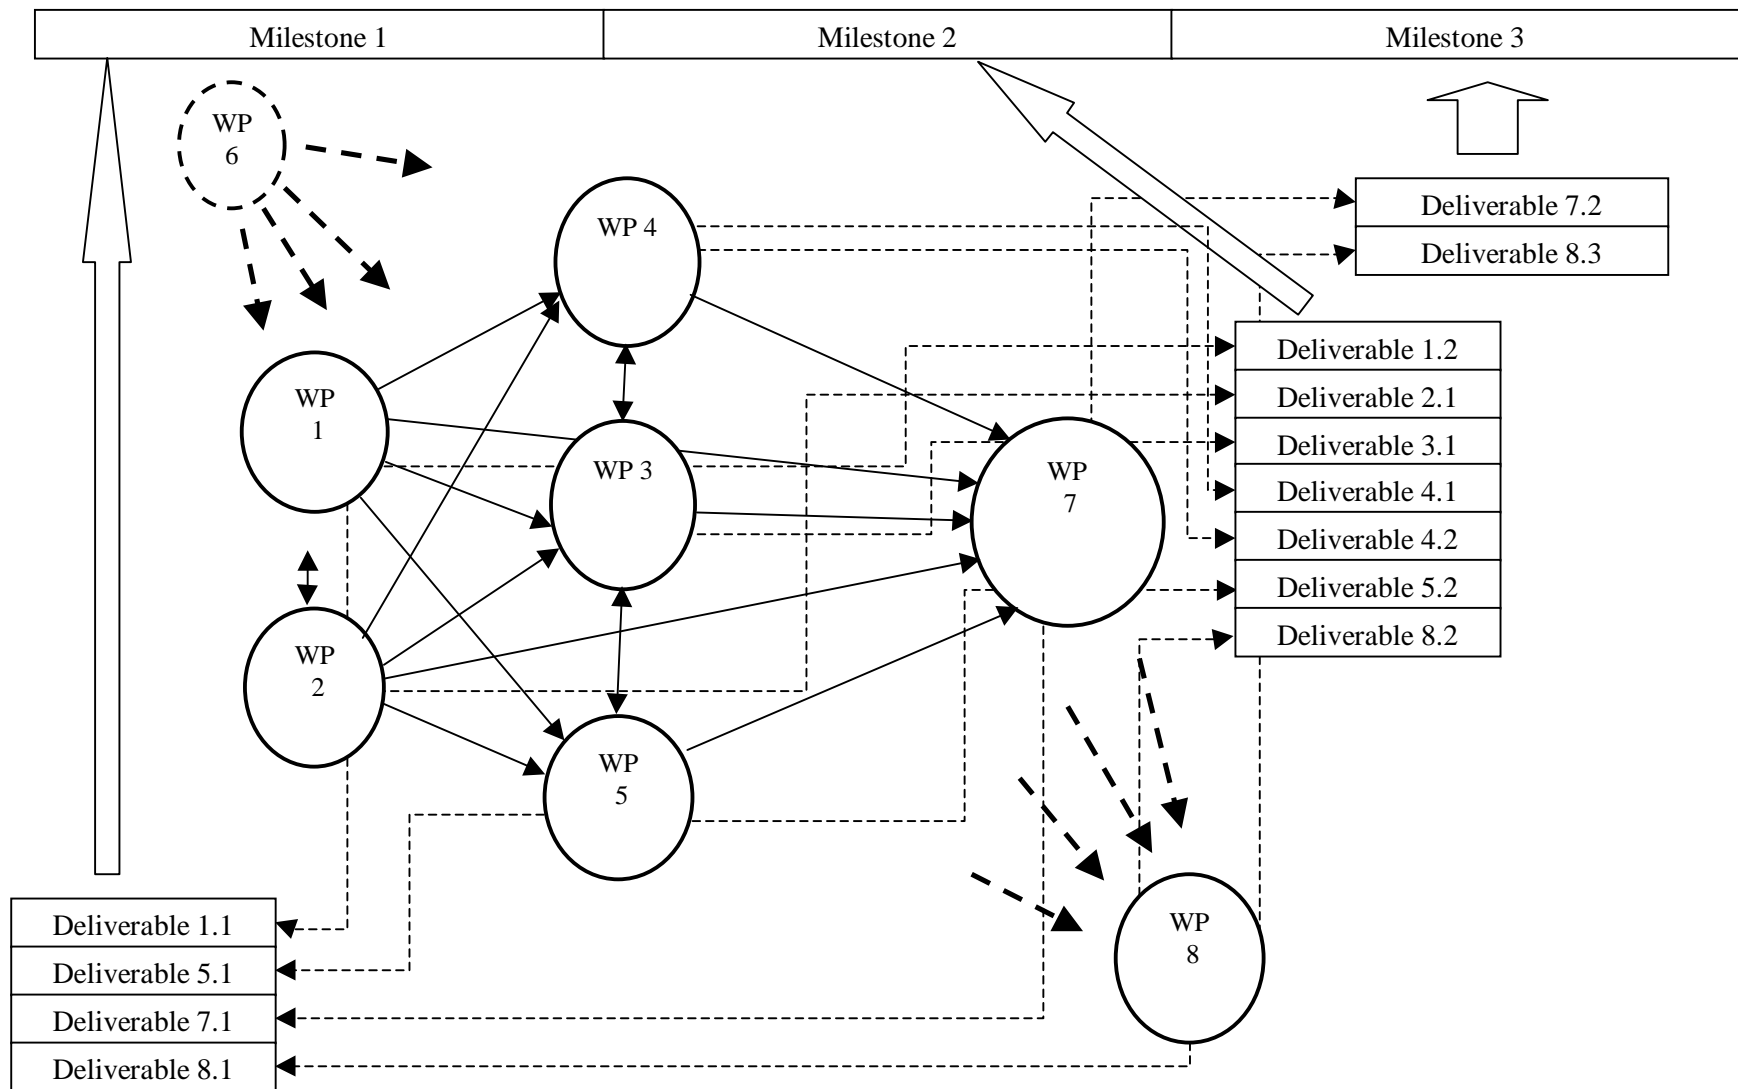 Milestone 1
Milestone 2
Milestone 3
WP
6
WP 4
Deliverable 7.2
Deliverable 8.3
WP
1
WP 3
WP
7
Deliverable 1.2
Deliverable 2.1
Deliverable 3.1
Deliverable 4.1
Deliverable 4.2
Deliverable 5.2
Deliverable 8.2
WP
2
WP
5
WP
8
Deliverable 1.1
Deliverable 5.1
Deliverable 7.1
Deliverable 8.1